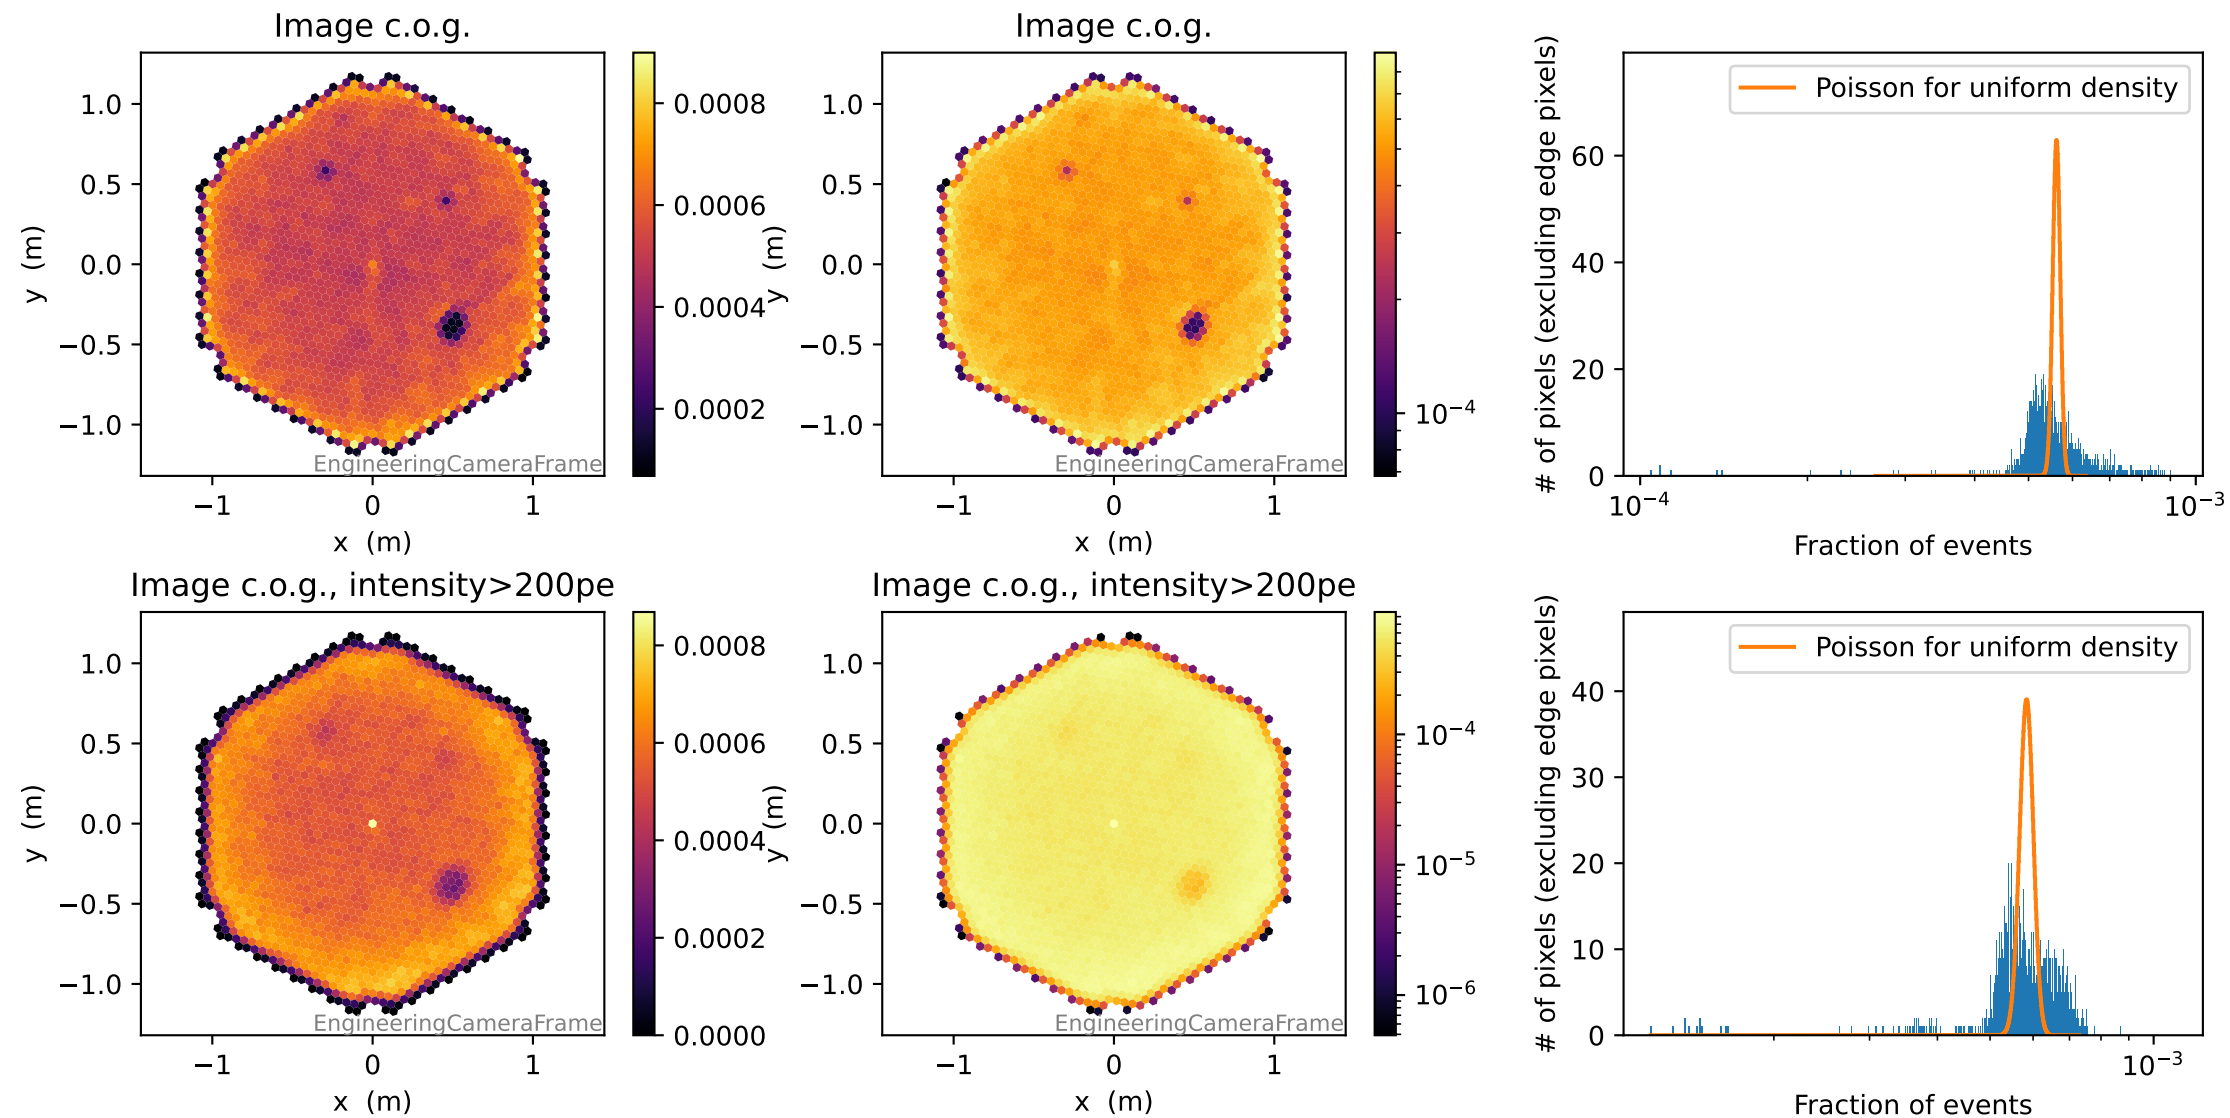 Image c.o.g.
y (m)
1.0
0.5
0.0
−0.5
−1.0
EngineeringCameraFrame
−1 0 1
x (m)
0.0008
0.0006
0.0004
0.0002
Image c.o.g.
y (m)
1.0
0.5
0.0
−0.5
−1.0
EngineeringCameraFrame
−1 0 1
x (m)
10−4
# of pixels (excluding edge pixels)
Poisson for uniform density
60
40
20
0
10−4 10−3
Fraction of events
Image c.o.g., intensity>200pe
y (m)
1.0
0.5
0.0
−0.5
−1.0
EngineeringCameraFrame
−1 0 1
x (m)
0.0008
0.0006
0.0004
0.0002
0.0000
Image c.o.g., intensity>200pe
y (m)
1.0
0.5
0.0
−0.5
−1.0
EngineeringCameraFrame
−1 0 1
x (m)
10−4
10−5
10−6
# of pixels (excluding edge pixels)
Poisson for uniform density
40
30
20
10
0
10−3
Fraction of events